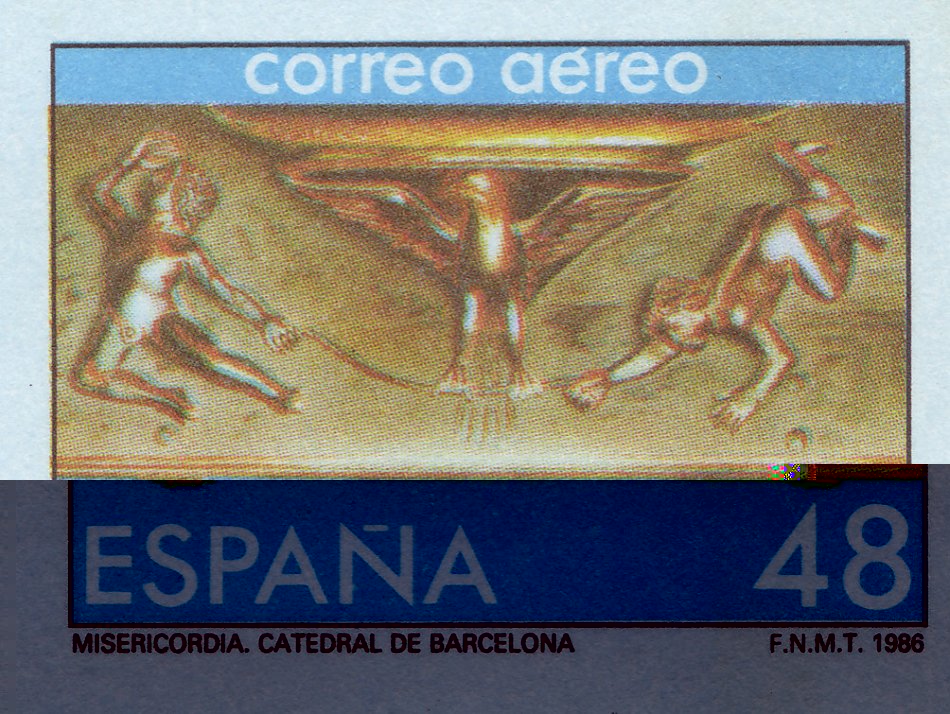 correo aéreo
ESPAÑA 48
MISERICORDIA. CATEDRAL DE BARCELONA F.N.M.T. 1986